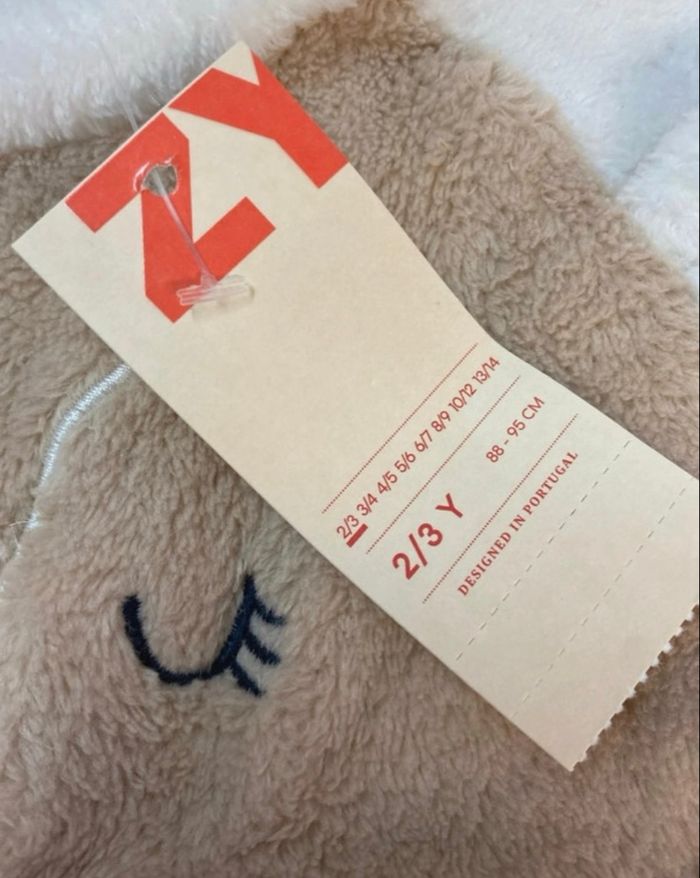 ZY
2/3 3/4 4/5 5/6 6/7 8/9 10/12 13/14
2/3 Y 88 - 95 CM
DESIGNED IN PORTUGAL